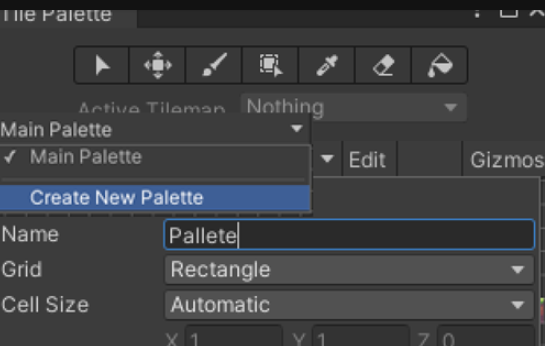 Tile Palette
Active Tilemap Nothing
Main Palette
✓ Main Palette
Edit Gizmos
Create New Palette
Name Pallete
Grid Rectangle
Cell Size Automatic
X 1 Y 1 Z 0